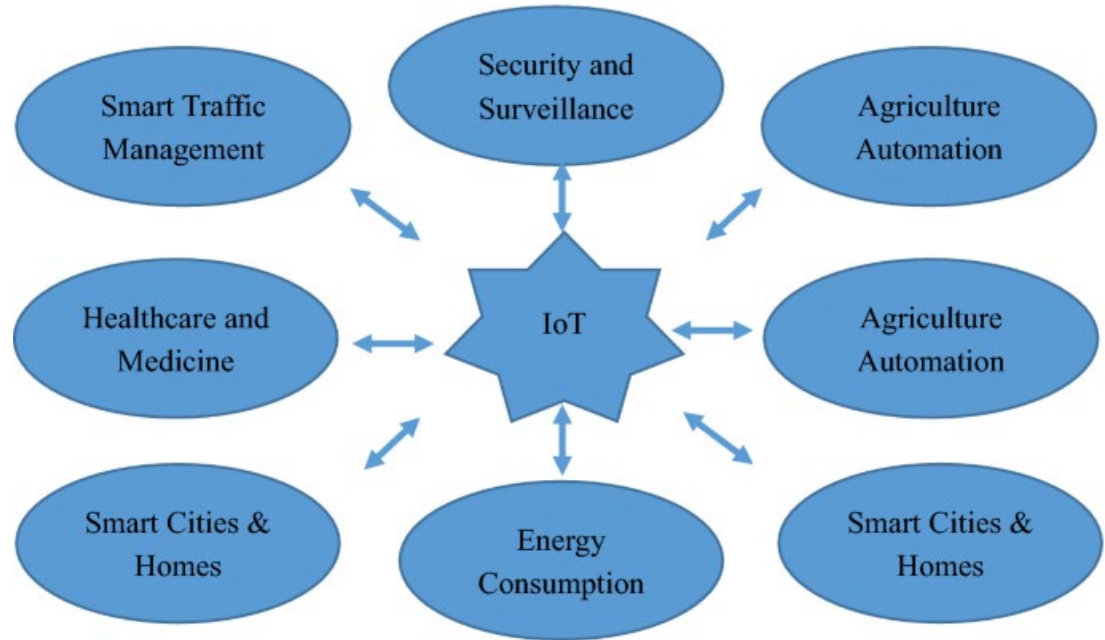 Security and
Surveillance
Smart Traffic
Management
Agriculture
Automation
Healthcare and
Medicine
IoT
Agriculture
Automation
Smart Cities &
Homes
Energy
Consumption
Smart Cities &
Homes